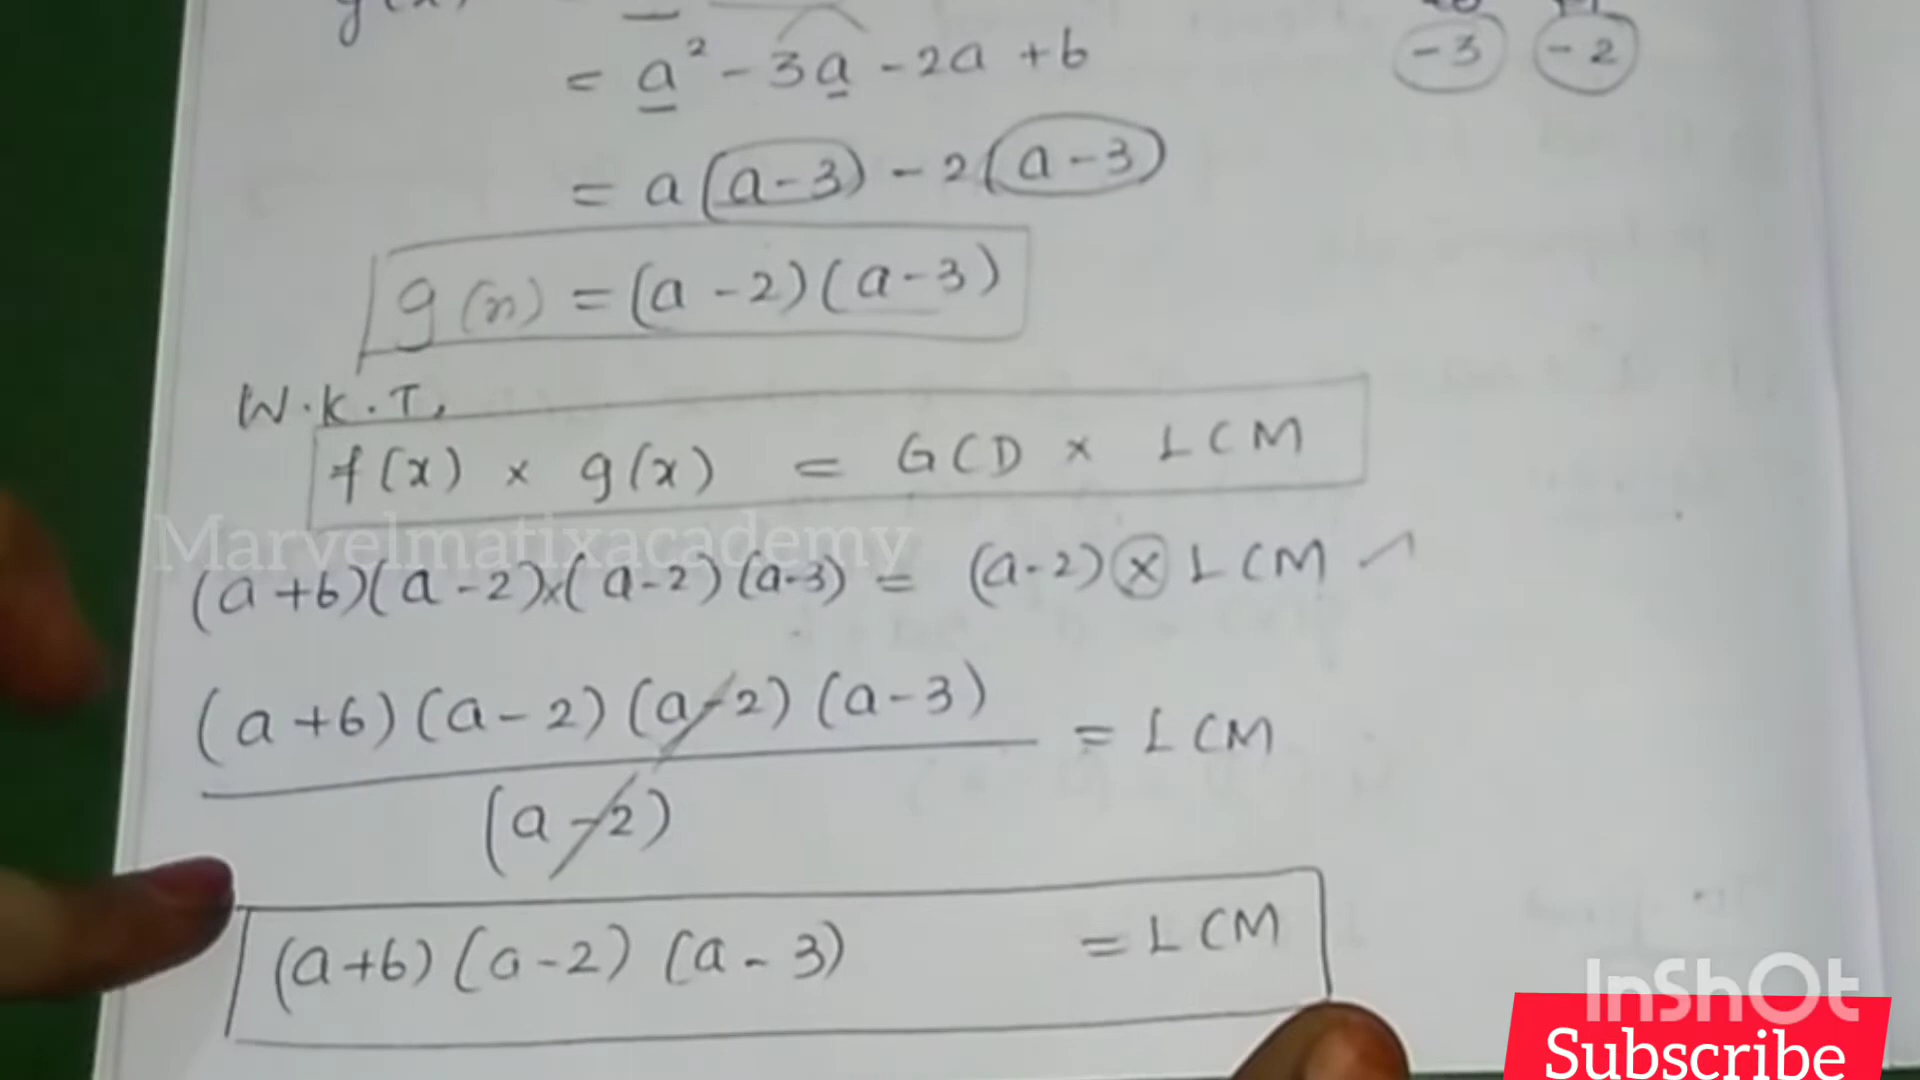 g(x)
-3 -2
= a² - 3a - 2a + 6
= a(a-3) - 2(a-3)
g(x) = (a-2)(a-3)
W.K.T,
f(x) × g(x) = GCD × LCM
Marvelmatixacademy
(a+6)(a-2)×(a-2)(a-3) = (a-2) × LCM
(a+6)(a-2)(a-2)(a-3) = LCM
(a-2)
(a+6)(a-2)(a-3) = LCM
InShOt
Subscribe